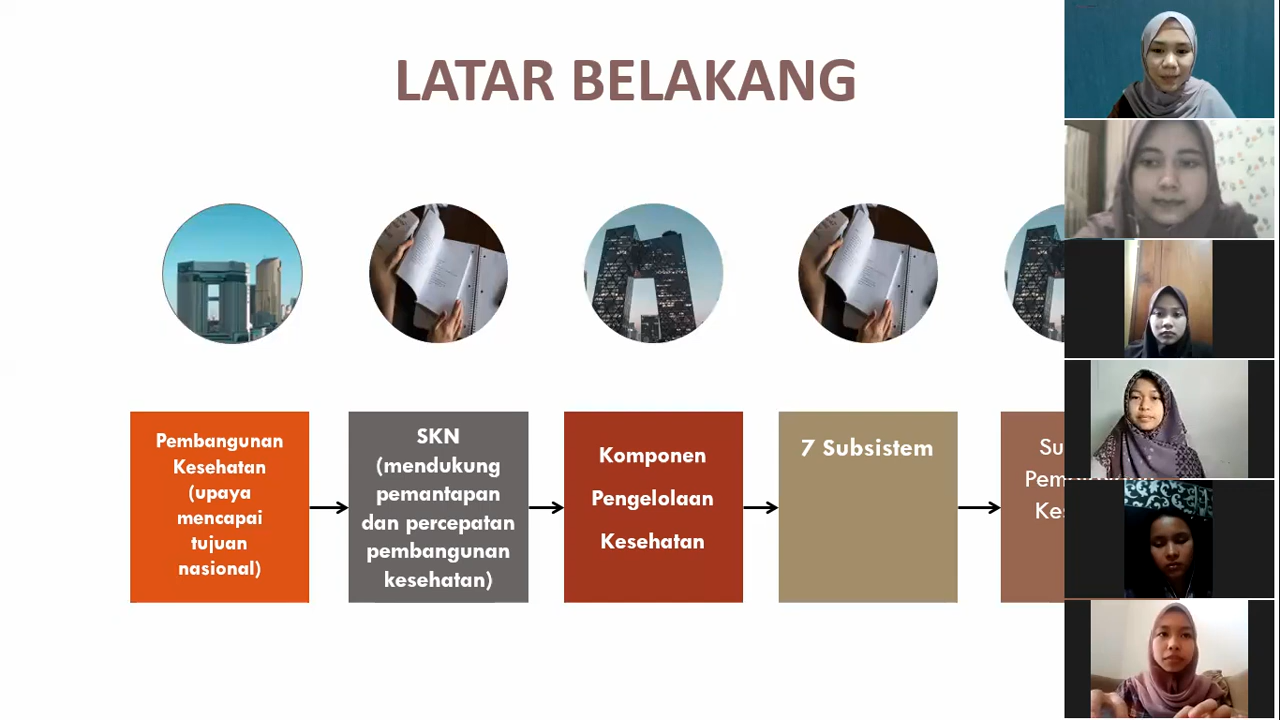 LATAR BELAKANG
Pembangunan
Kesehatan
(upaya
mencapai
tujuan
nasional)
SKN
(mendukung
pemantapan
dan percepatan
pembangunan
kesehatan)
Komponen
Pengelolaan
Kesehatan
7 Subsistem